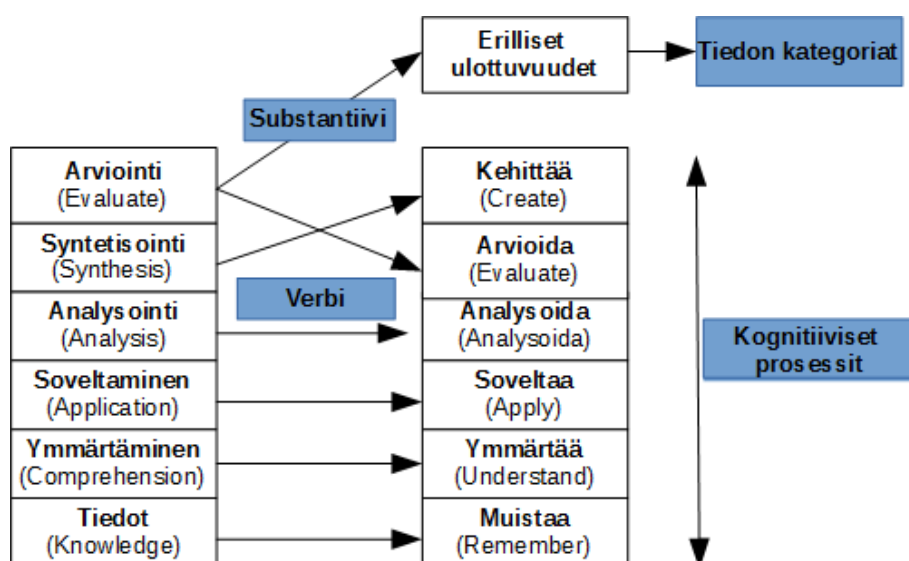 Erilliset
ulottuvuudet
Tiedon kategoriat
Substantiivi
Arviointi
(Evaluate)
Syntetisointi
(Synthesis)
Analysointi
(Analysis)
Soveltaminen
(Application)
Ymmärtäminen
(Comprehension)
Tiedot
(Knowledge)
Verbi
Kehittää
(Create)
Arvioida
(Evaluate)
Analysoida
(Analysoida)
Soveltaa
(Apply)
Ymmärtää
(Understand)
Muistaa
(Remember)
Kognitiiviset
prosessit